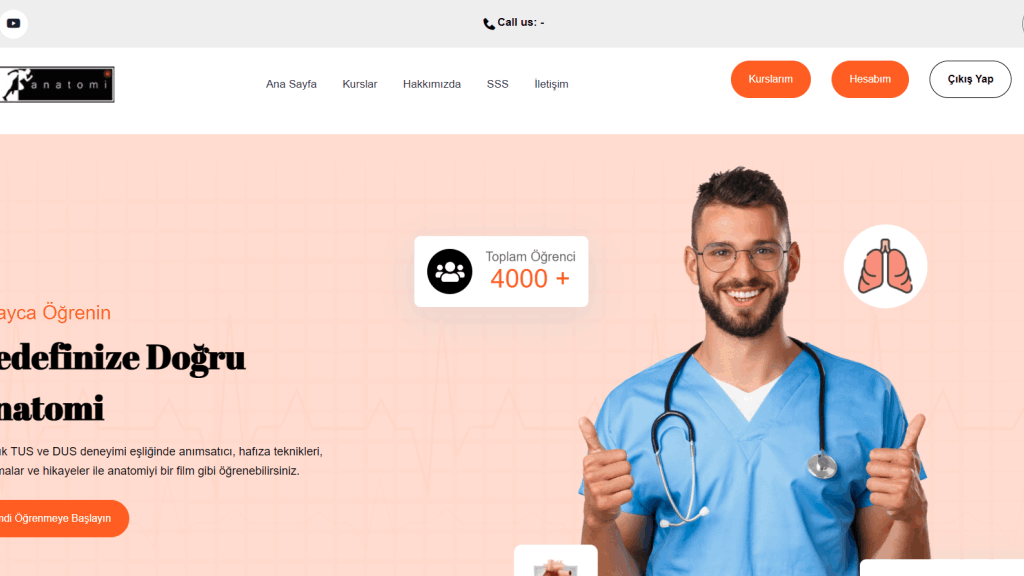 Call us: -
anatomi
Ana Sayfa
Kurslar
Hakkımızda
SSS
İletişim
Kurslarım
Hesabım
Çıkış Yap
Toplam Öğrenci
4000 +
ayca Öğrenin
edefinize Doğru
natomi
ık TUS ve DUS deneyimi eşliğinde anımsatıcı, hafıza teknikleri,
malar ve hikayeler ile anatomiyi bir film gibi öğrenebilirsiniz.
ndi Öğrenmeye Başlayın